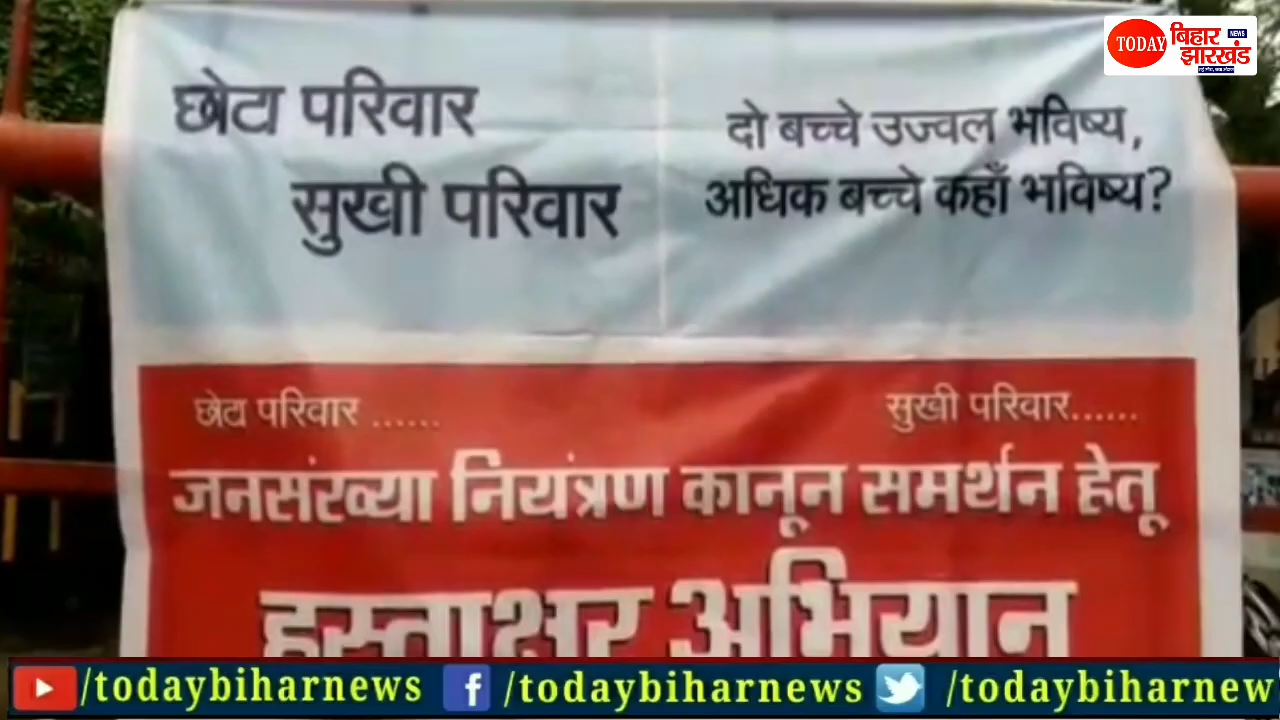 TODAY बिहार झारखंड NEWS
छोटा परिवार
सुखी परिवार
दो बच्चे उज्वल भविष्य,
अधिक बच्चे कहाँ भविष्य?
छोटा परिवार ......
सुखी परिवार......
जनसंख्या नियंत्रण कानून समर्थन हेतू
हस्ताक्षर अभियान
/todaybiharnews
/todaybiharnews
/todaybiharnew